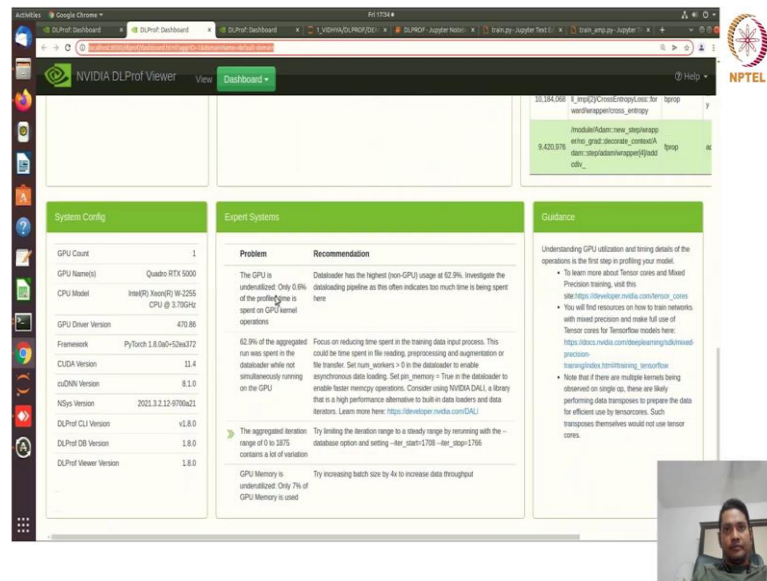 Activities
Google Chrome
Fri 17:34
DLProf: Dashboard
DLProf: Dashboard
DLProf: Dashboard
DLProf: Dashboard
1_VIDHYA/DLPROF/DE
DLPROF - Jupyter Noteb
train.py - Jupyter Text E
train_amp.py - Jupyter T
NVIDIA DLProf Viewer
View
Dashboard
Help
NPTEL
10,184,068
ll_impl[2]/CrossEntropyLoss::for
ward/wrapper/cross_entropy
bprop
y
9,420,976
/module/Adam::new_step/wrapp
er/no_grad::decorate_context/A
dam::step/adam/wrapper[4]/add
cdiv_
fprop
ac
System Config
GPU Count 1
GPU Name(s) Quadro RTX 5000
CPU Model Intel(R) Xeon(R) W-2255
CPU @ 3.70GHz
GPU Driver Version 470.86
Framework PyTorch 1.8.0a0+52ea372
CUDA Version 11.4
cuDNN Version 8.1.0
NSys Version 2021.3.2.12-9700a21
DLProf CLI Version v1.8.0
DLProf DB Version 1.8.0
DLProf Viewer Version 1.8.0
Expert Systems
Problem Recommendation
The GPU is
underutilized: Only 0.6%
of the profiled time is
spent on GPU kernel
operations
Dataloader has the highest (non-GPU) usage at 62.9%. Investigate the
dataloading pipeline as this often indicates too much time is being spent
here
62.9% of the aggregated
run was spent in the
dataloader while not
simultaneously running
on the GPU
Focus on reducing time spent in the training data input process. This
could be time spent in file reading, preprocessing and augmentation or
file transfer. Set num_workers > 0 in the dataloader to enable
asynchronous data loading. Set pin_memory = True in the dataloader to
enable faster memcpy operations. Consider using NVIDIA DALI, a library
that is a high performance alternative to built-in data loaders and data
iterators. Learn more here: https://developer.nvidia.com/DALI
The aggregated iteration
range of 0 to 1875
contains a lot of variation
Try limiting the iteration range to a steady range by rerunning with the --
database option and setting --iter_start=1708 --iter_stop=1766
GPU Memory is
underutilized: Only 7% of
GPU Memory is used
Try increasing batch size by 4x to increase data throughput
Guidance
Understanding GPU utilization and timing details of the
operations is the first step in profiling your model.
• To learn more about Tensor cores and Mixed
Precision training, visit this
site:https://developer.nvidia.com/tensor_cores
• You will find resources on how to train networks
with mixed precision and make full use of
Tensor cores for Tensorflow models here:
https://docs.nvidia.com/deeplearning/sdk/mixed-
precision-
training/index.html#training_tensorflow
• Note that if there are multiple kernels being
observed on single op, these are likely
performing data transposes to prepare the data
for efficient use by tensorcores. Such
transposes themselves would not use tensor
cores.